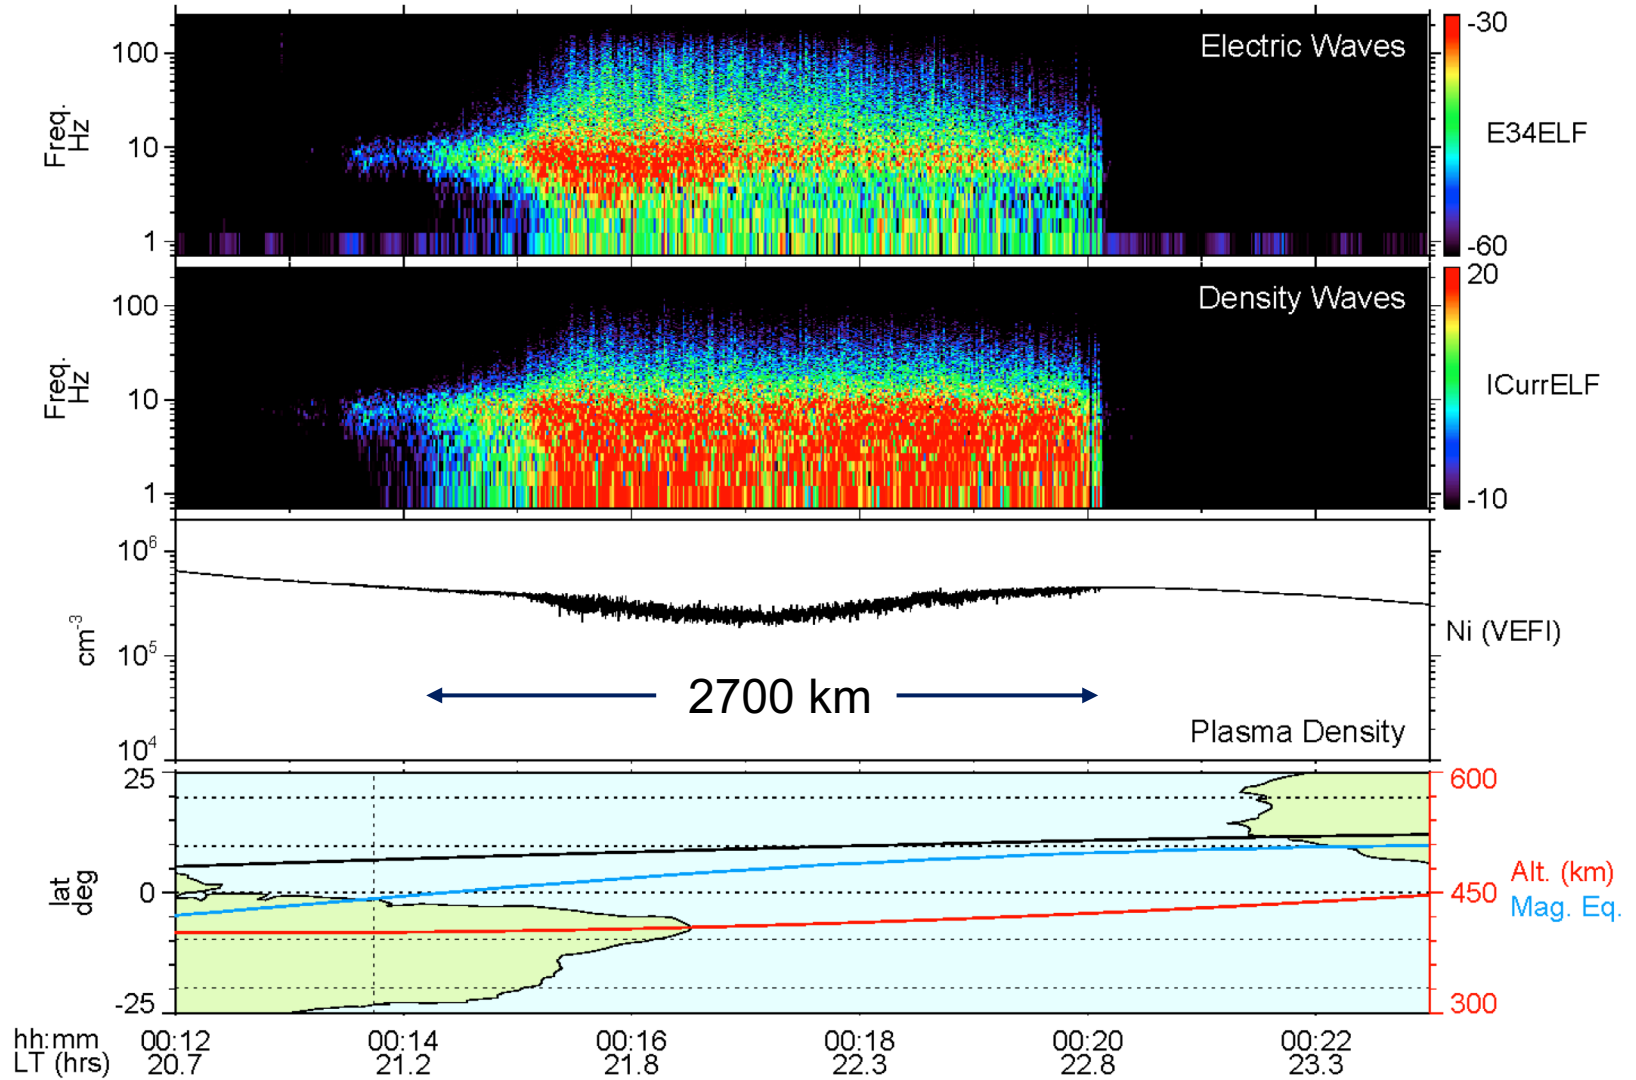 Electric Waves
100
10
1
Freq.
Hz
-30
E34ELF
-60
Density Waves
100
10
1
Freq.
Hz
20
ICurrELF
-10
10⁶
10⁵
10⁴
cm⁻³
Ni (VEFI)
2700 km
Plasma Density
25
0
-25
lat
deg
600
450
300
Alt. (km)
Mag. Eq.
hh:mm 00:12 00:14 00:16 00:18 00:20 00:22
LT (hrs) 20.7 21.2 21.8 22.3 22.8 23.3